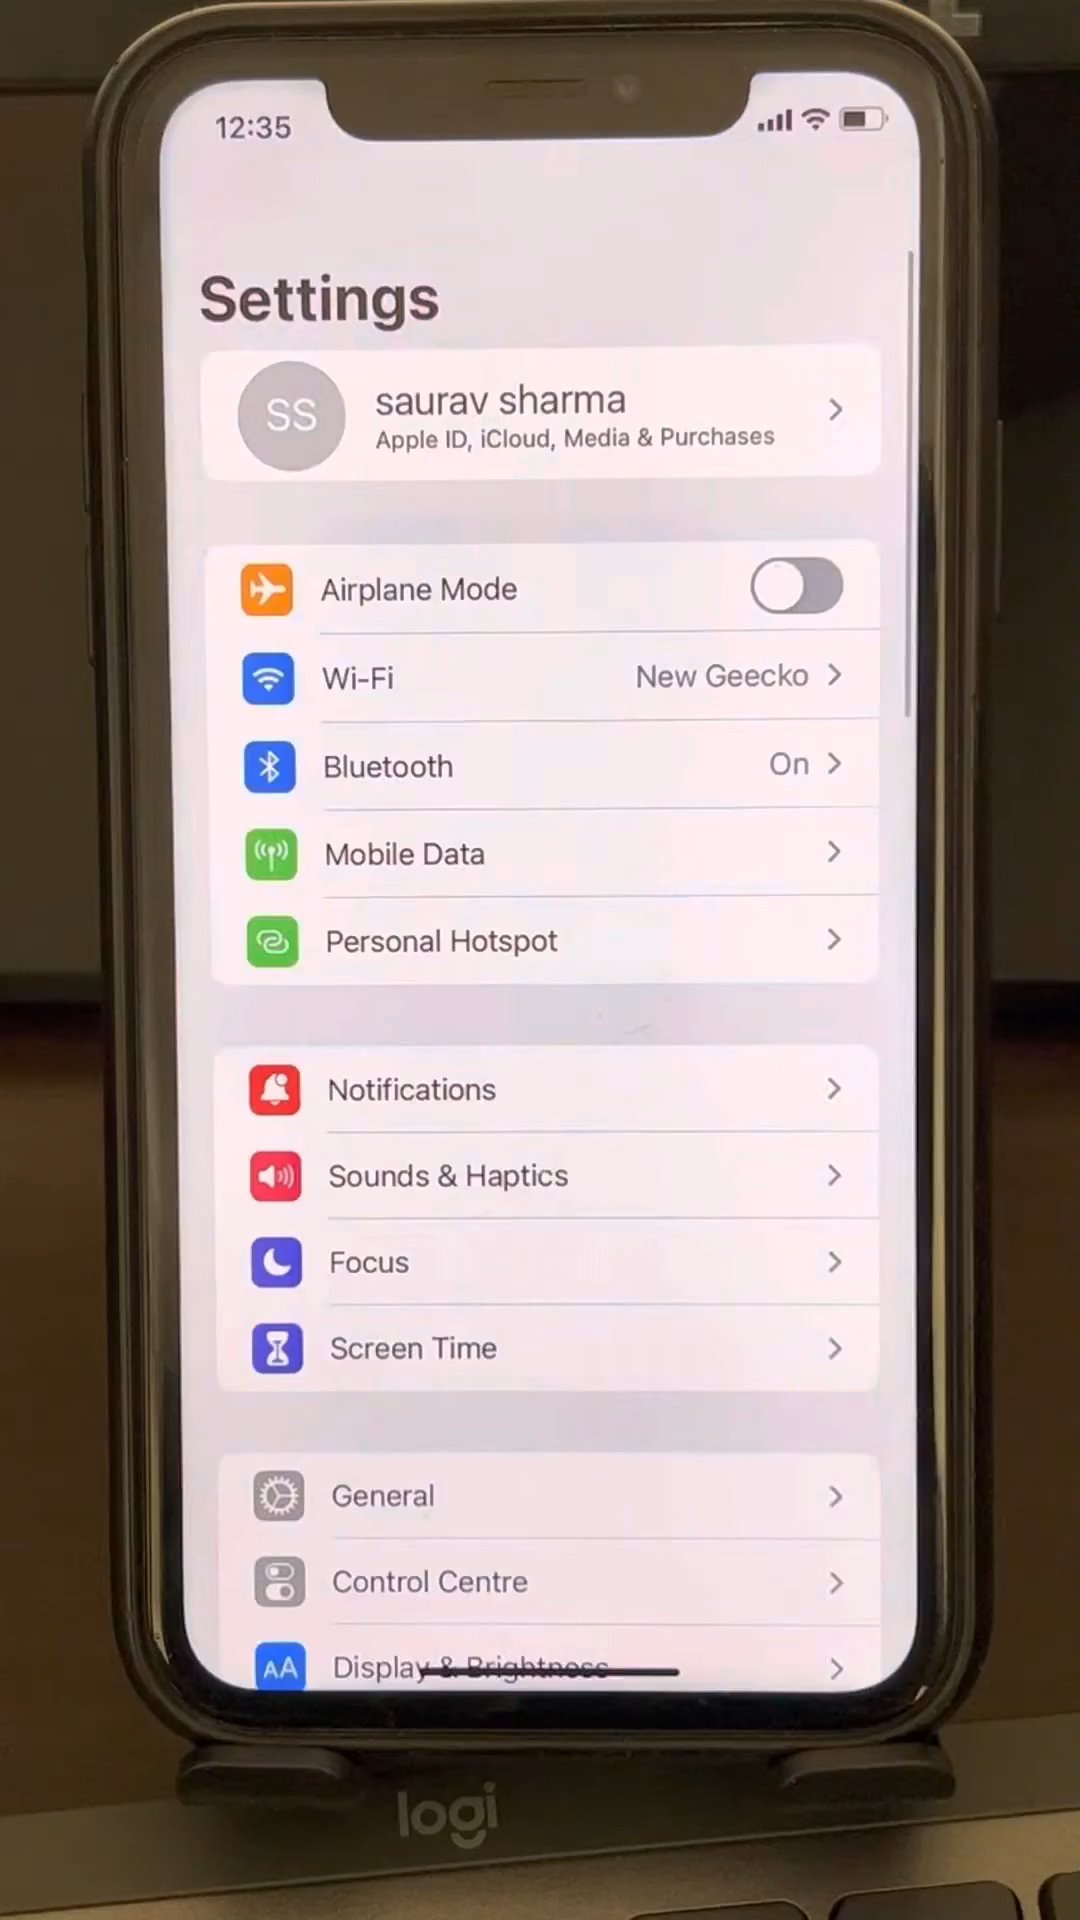 12:35
Settings
SS
saurav sharma
Apple ID, iCloud, Media & Purchases
Airplane Mode
Wi-Fi
New Geecko
Bluetooth
On
Mobile Data
Personal Hotspot
Notifications
Sounds & Haptics
Focus
Screen Time
General
Control Centre
AA
Display & Brightness
logi